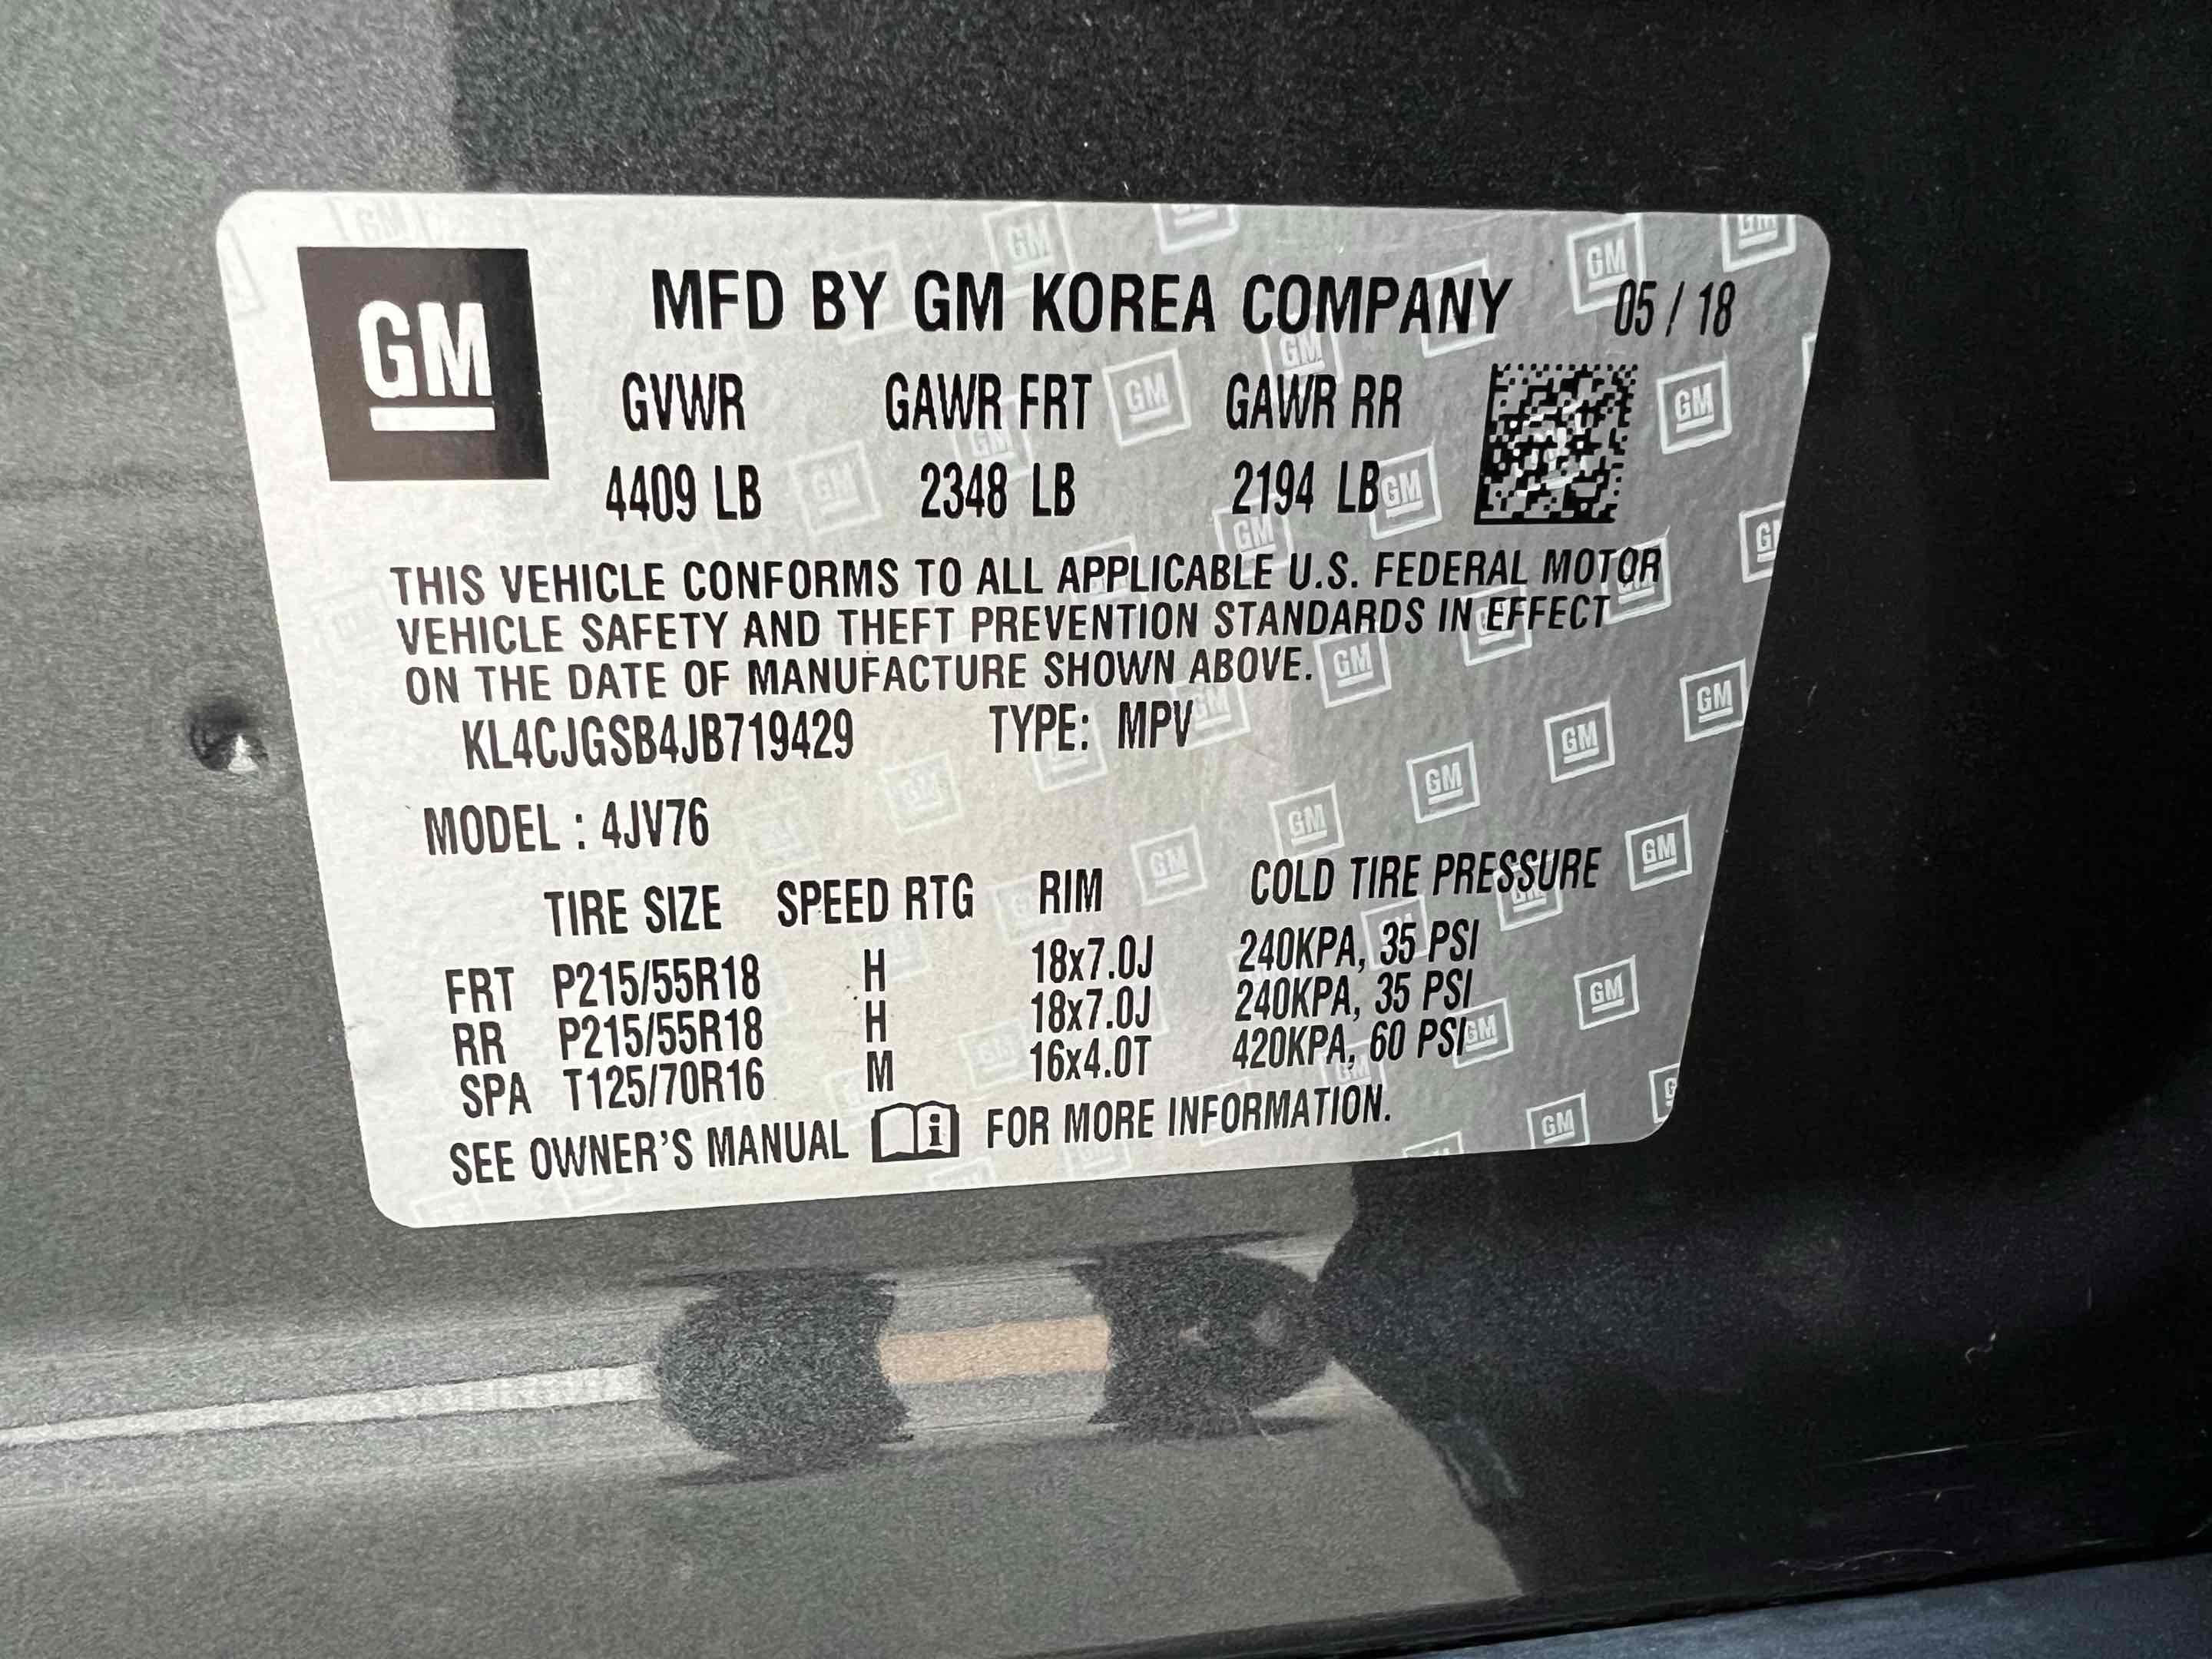 GM
MFD BY GM KOREA COMPANY 05 / 18
GVWR GAWR FRT GAWR RR
4409 LB 2348 LB 2194 LB
THIS VEHICLE CONFORMS TO ALL APPLICABLE U.S. FEDERAL MOTOR
VEHICLE SAFETY AND THEFT PREVENTION STANDARDS IN EFFECT
ON THE DATE OF MANUFACTURE SHOWN ABOVE.
KL4CJGSB4JB719429 TYPE: MPV
MODEL : 4JV76
TIRE SIZE SPEED RTG RIM COLD TIRE PRESSURE
FRT P215/55R18 H 18x7.0J 240KPA, 35 PSI
RR P215/55R18 H 18x7.0J 240KPA, 35 PSI
SPA T125/70R16 M 16x4.0T 420KPA, 60 PSI
SEE OWNER'S MANUAL i FOR MORE INFORMATION.